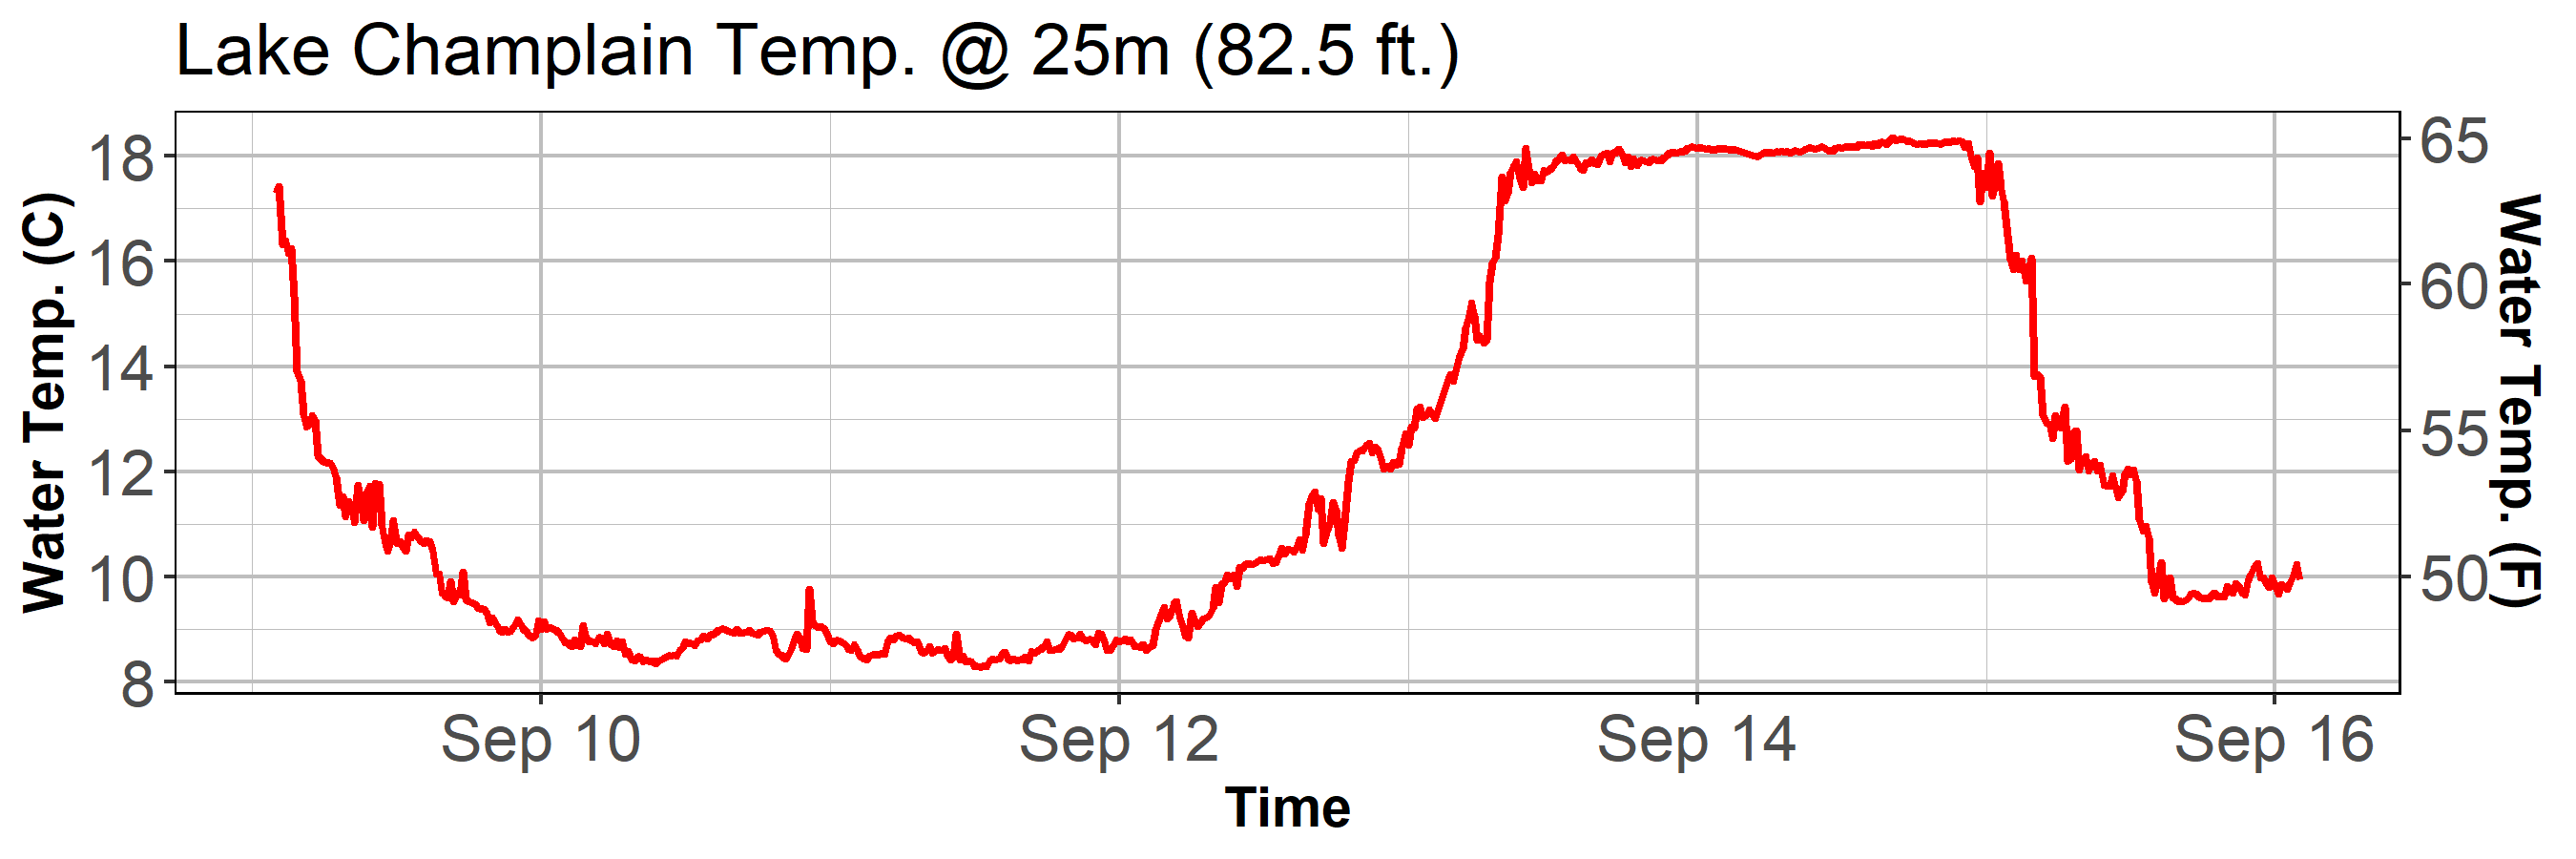 Lake Champlain Temp. @ 25m (82.5 ft.)
Water Temp. (C)
18
16
14
12
10
8
65
60
55
50
Water Temp. (F)
Sep 10
Sep 12
Sep 14
Sep 16
Time